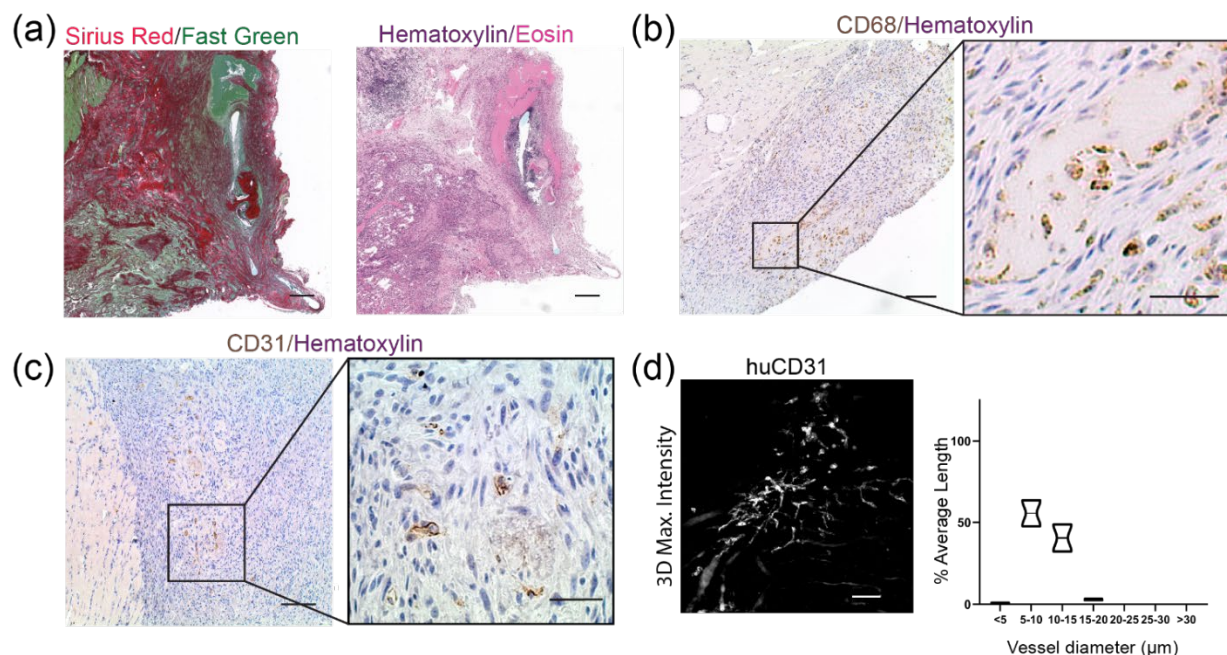 (a)
Sirius Red/Fast Green
Hematoxylin/Eosin
(b)
CD68/Hematoxylin
(c)
CD31/Hematoxylin
(d)
huCD31
3D Max. Intensity
% Average Length
100
50
0
<5 5-10 10-15 15-20 20-25 25-30 >30
Vessel diameter (µm)